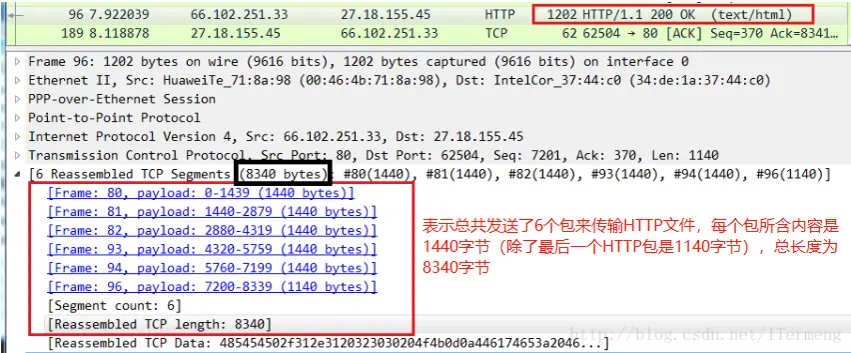 96 7.922039 66.102.251.33 27.18.155.45 HTTP 1202 HTTP/1.1 200 OK (text/html)
189 8.118878 27.18.155.45 66.102.251.33 TCP 62 62504 → 80 [ACK] Seq=370 Ack=8341…
Frame 96: 1202 bytes on wire (9616 bits), 1202 bytes captured (9616 bits) on interface 0
Ethernet II, Src: HuaweiTe_71:8a:98 (00:46:4b:71:8a:98), Dst: IntelCor_37:44:c0 (34:de:1a:37:44:c0)
PPP-over-Ethernet Session
Point-to-Point Protocol
Internet Protocol Version 4, Src: 66.102.251.33, Dst: 27.18.155.45
Transmission Control Protocol, Src Port: 80, Dst Port: 62504, Seq: 7201, Ack: 370, Len: 1140
[6 Reassembled TCP Segments (8340 bytes): #80(1440), #81(1440), #82(1440), #93(1440), #94(1440), #96(1140)]
[Frame: 80, payload: 0-1439 (1440 bytes)]
[Frame: 81, payload: 1440-2879 (1440 bytes)]
[Frame: 82, payload: 2880-4319 (1440 bytes)]
[Frame: 93, payload: 4320-5759 (1440 bytes)]
[Frame: 94, payload: 5760-7199 (1440 bytes)]
[Frame: 96, payload: 7200-8339 (1140 bytes)]
[Segment count: 6]
[Reassembled TCP length: 8340]
[Reassembled TCP Data: 485454502f312e3120323030204f4b0d0a446174653a2046...]
表示总共发送了6个包来传输HTTP文件，每个包所含内容是
1440字节（除了最后一个HTTP包是1140字节），总长度为
8340字节
http://blog.csdn.net/ITermeng